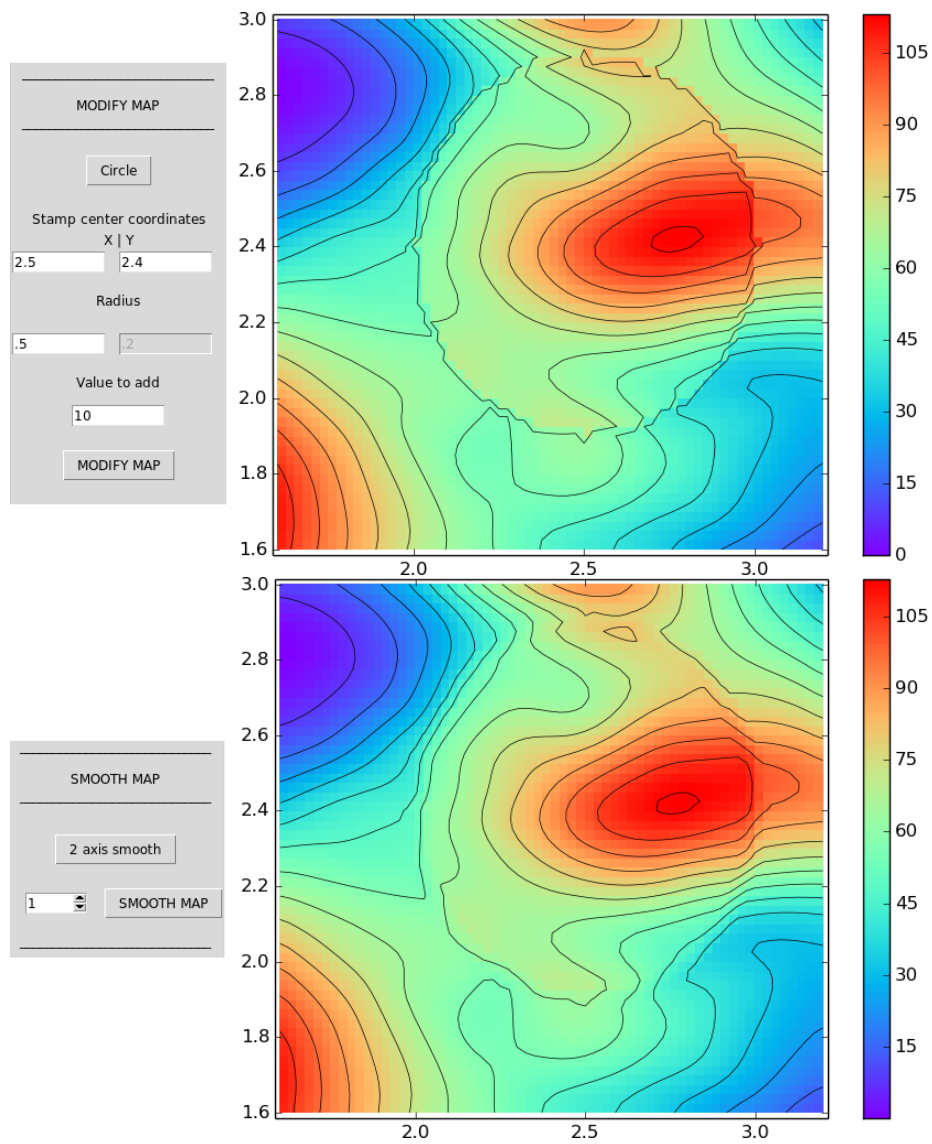 MODIFY MAP
Circle
Stamp center coordinates
X | Y
2.5 2.4
Radius
.5 .2
Value to add
10
MODIFY MAP
3.0
2.8
2.6
2.4
2.2
2.0
1.8
1.6
2.0 2.5 3.0
105
90
75
60
45
30
15
0
SMOOTH MAP
2 axis smooth
1 SMOOTH MAP
3.0
2.8
2.6
2.4
2.2
2.0
1.8
1.6
2.0 2.5 3.0
105
90
75
60
45
30
15